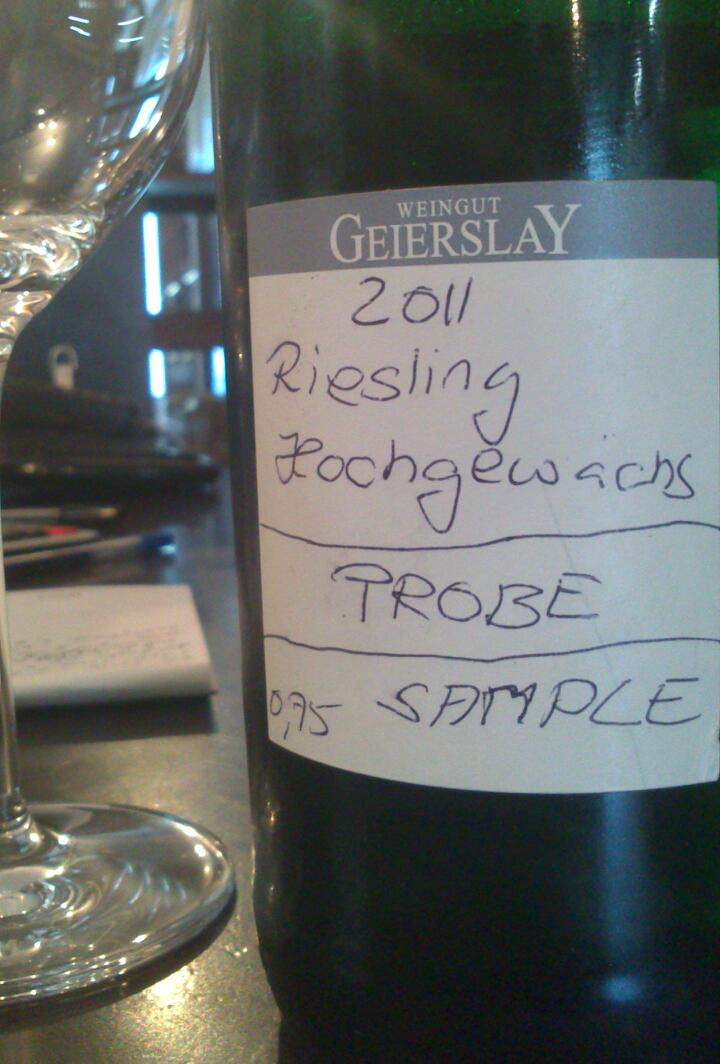 WEINGUT
GEIERSLAY
2011
Riesling
Hochgewächs
PROBE
0,75 SAMPLE